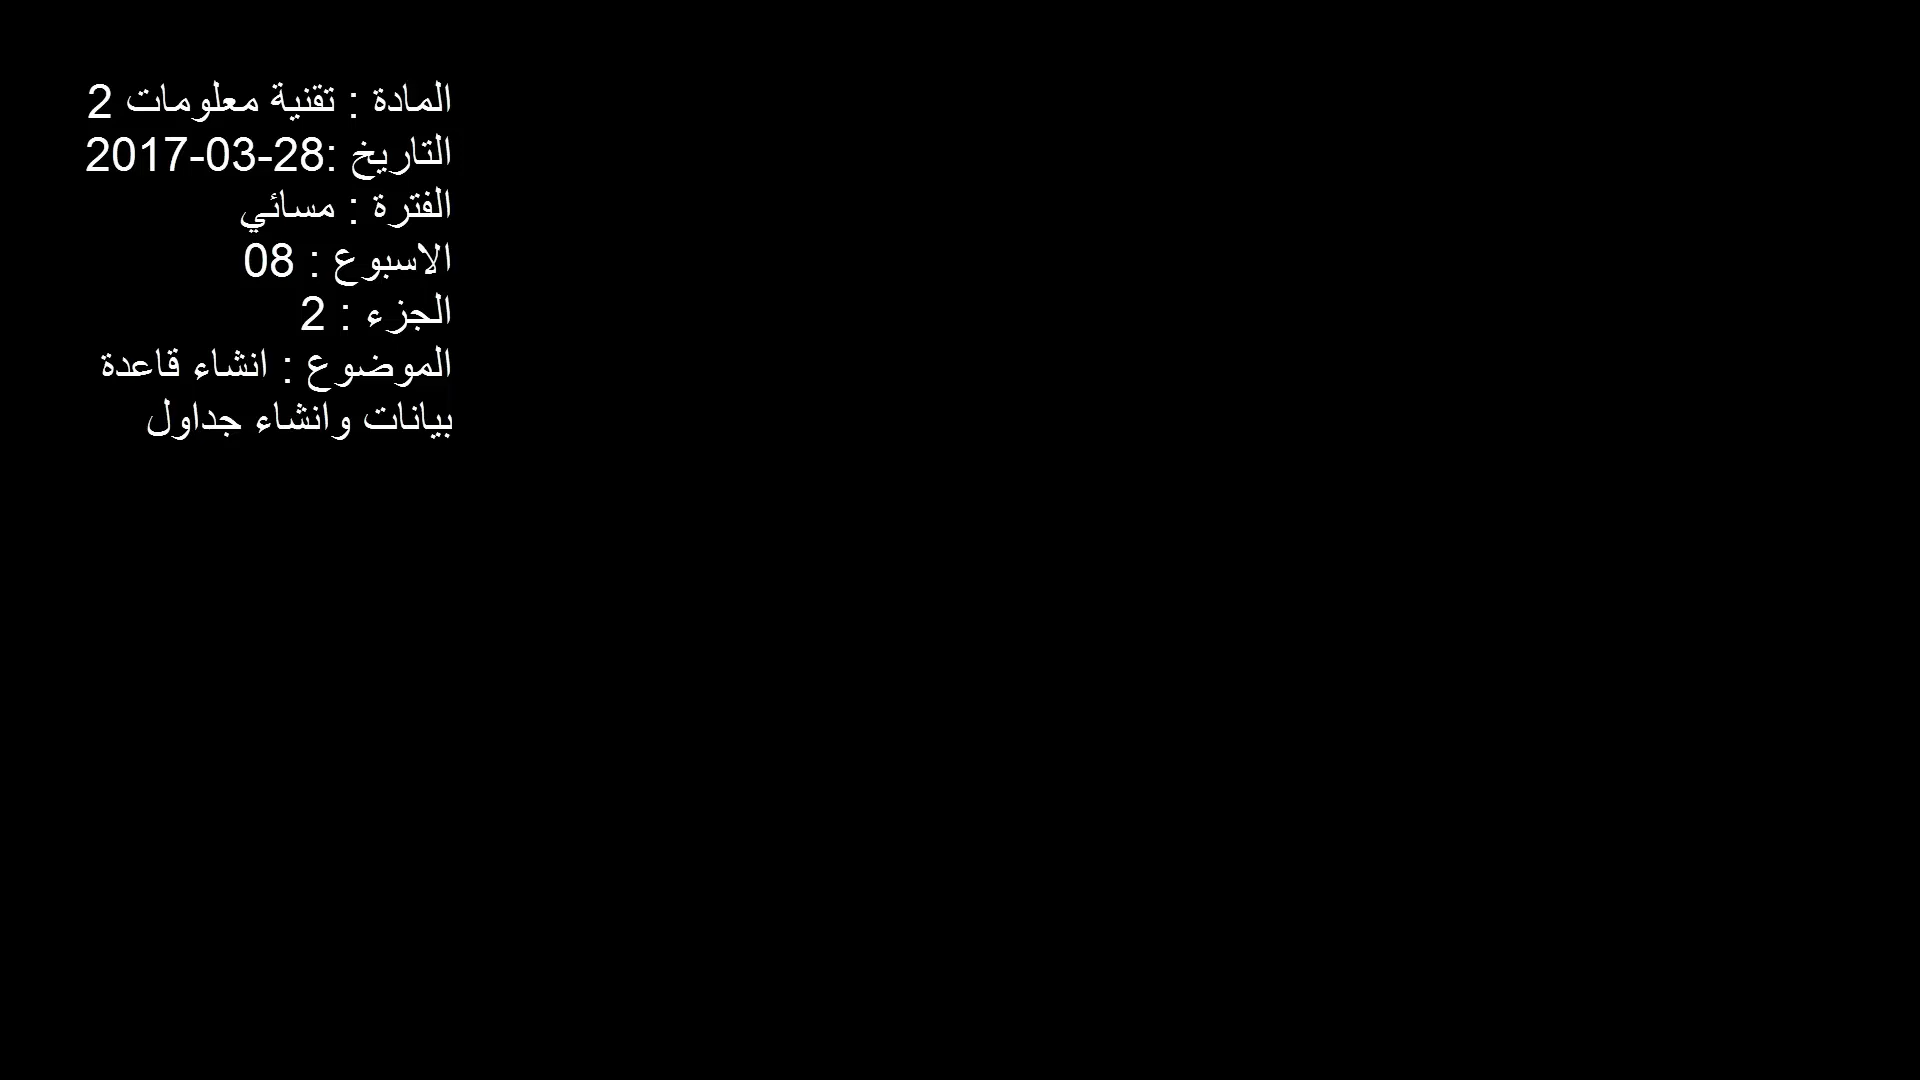 المادة : تقنية معلومات 2
التاريخ :28-03-2017
الفترة : مسائي
الاسبوع : 08
الجزء : 2
الموضوع : انشاء قاعدة
بيانات وانشاء جداول